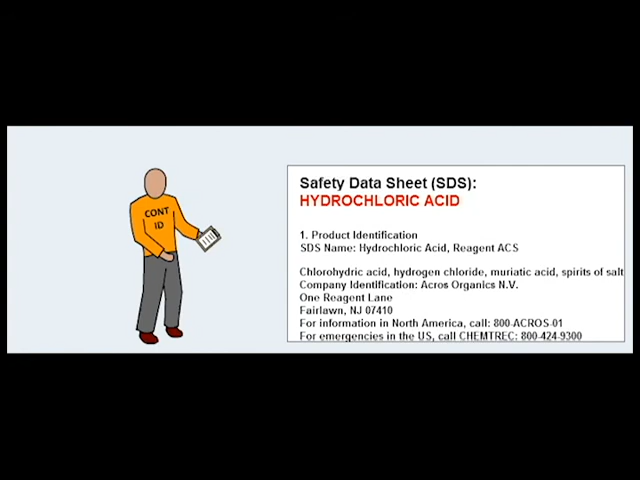 CONT
ID
Safety Data Sheet (SDS):
HYDROCHLORIC ACID
1. Product Identification
SDS Name: Hydrochloric Acid, Reagent ACS
Chlorohydric acid, hydrogen chloride, muriatic acid, spirits of salt
Company Identification: Acros Organics N.V.
One Reagent Lane
Fairlawn, NJ 07410
For information in North America, call: 800-ACROS-01
For emergencies in the US, call CHEMTREC: 800-424-9300